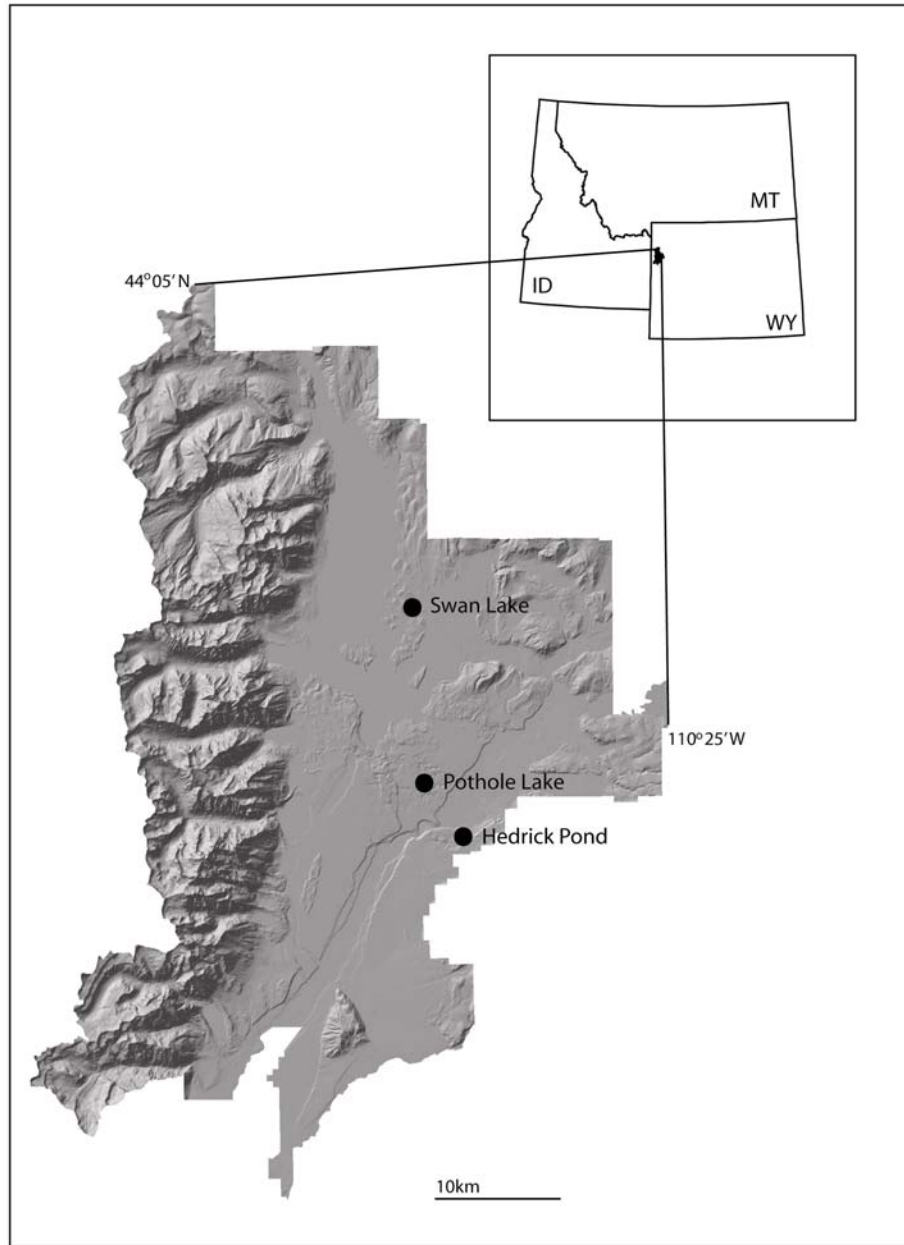 MT
44°05'N
ID
WY
Swan Lake
110°25'W
Pothole Lake
Hedrick Pond
10km